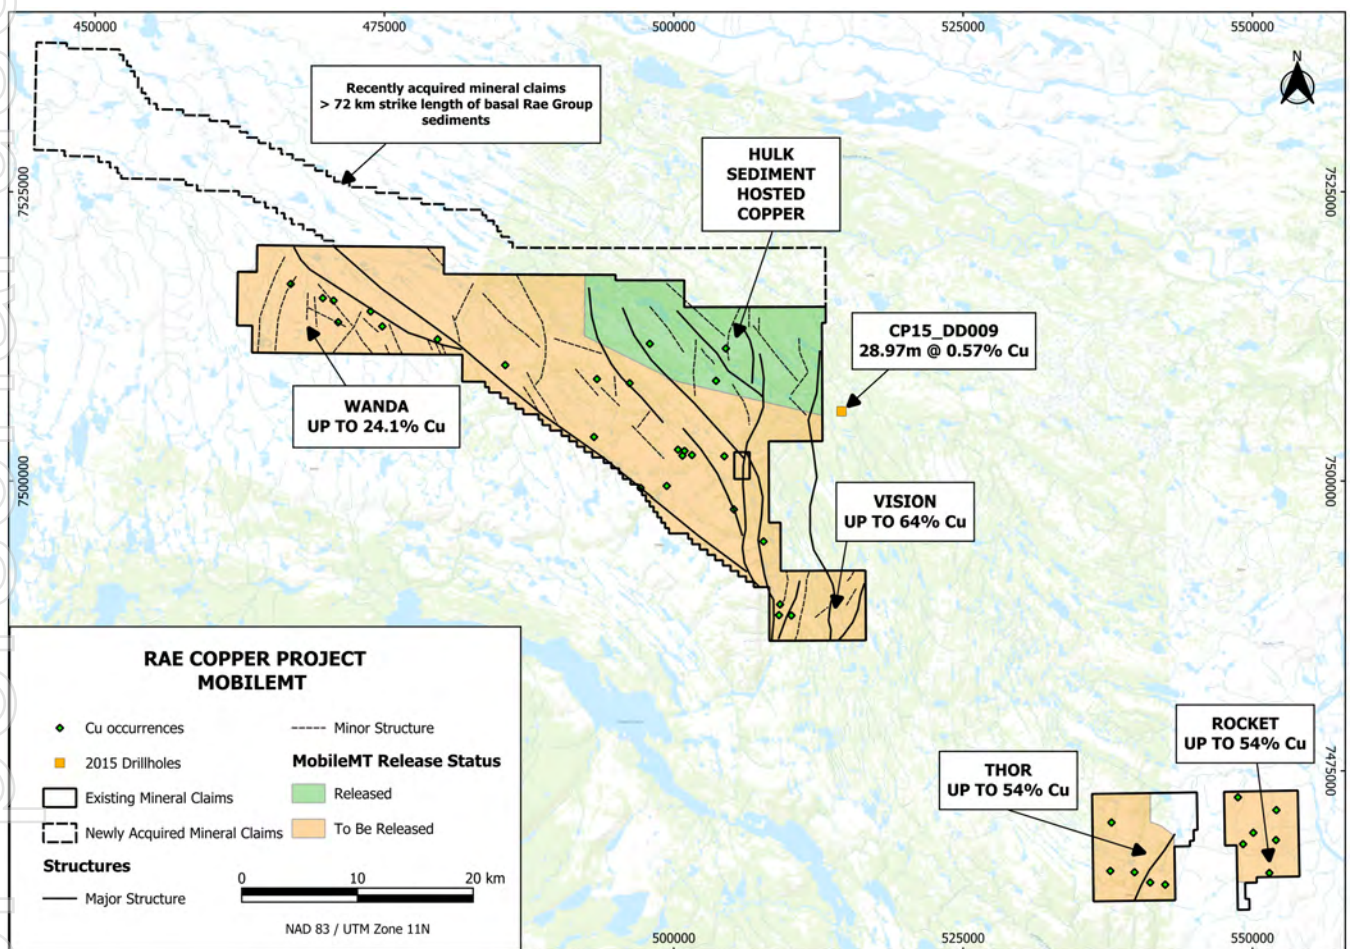 450000
475000
500000
525000
550000
N
Recently acquired mineral claims
> 72 km strike length of basal Rae Group
sediments
HULK
SEDIMENT
HOSTED
COPPER
7525000
7525000
CP15_DD009
28.97m @ 0.57% Cu
WANDA
UP TO 24.1% Cu
7500000
7500000
VISION
UP TO 64% Cu
RAE COPPER PROJECT
MOBILEMT
Cu occurrences
2015 Drillholes
Existing Mineral Claims
Newly Acquired Mineral Claims
Structures
Major Structure
Minor Structure
MobileMT Release Status
Released
To Be Released
0
10
20 km
NAD 83 / UTM Zone 11N
ROCKET
UP TO 54% Cu
THOR
UP TO 54% Cu
7475000
500000
525000
550000